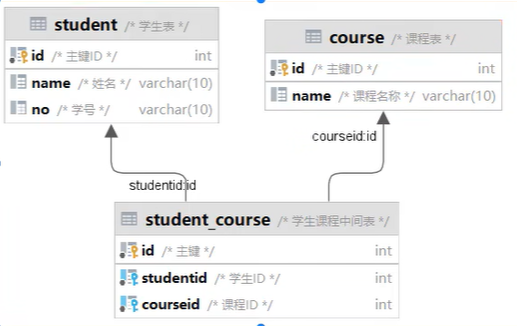 student /* 学生表 */
id /* 主键ID */ int
name /* 姓名 */ varchar(10)
no /* 学号 */ varchar(10)
course /* 课程表 */
id /* 主键ID */ int
name /* 课程名称 */ varchar(10)
courseid:id
studentid:id
student_course /* 学生课程中间表 */
id /* 主键 */ int
studentid /* 学生ID */ int
courseid /* 课程ID */ int